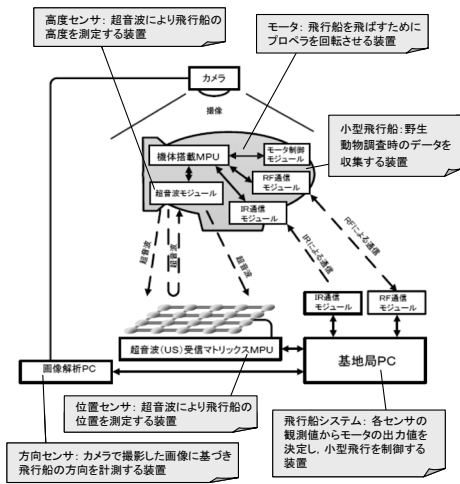 高度センサ：超音波により飛行船の
高度を測定する装置
モータ：飛行船を飛ばすために
プロペラを回転させる装置
カメラ
撮像
小型飛行船：野生
動物調査時のデータを
収集する装置
機体搭載MPU
モータ制御
モジュール
RF通信
モジュール
超音波モジュール
IR通信
モジュール
超音波
超音波
超音波
IRによる通信
RFによる通信
IR通信
モジュール
RF通信
モジュール
超音波(US)受信マトリックスMPU
基地局PC
画像解析PC
位置センサ：超音波により飛行船の
位置を測定する装置
飛行船システム：各センサの
観測値からモータの出力値を
決定し，小型飛行を制御する
装置
方向センサ：カメラで撮影した画像に基づき
飛行船の方向を計測する装置